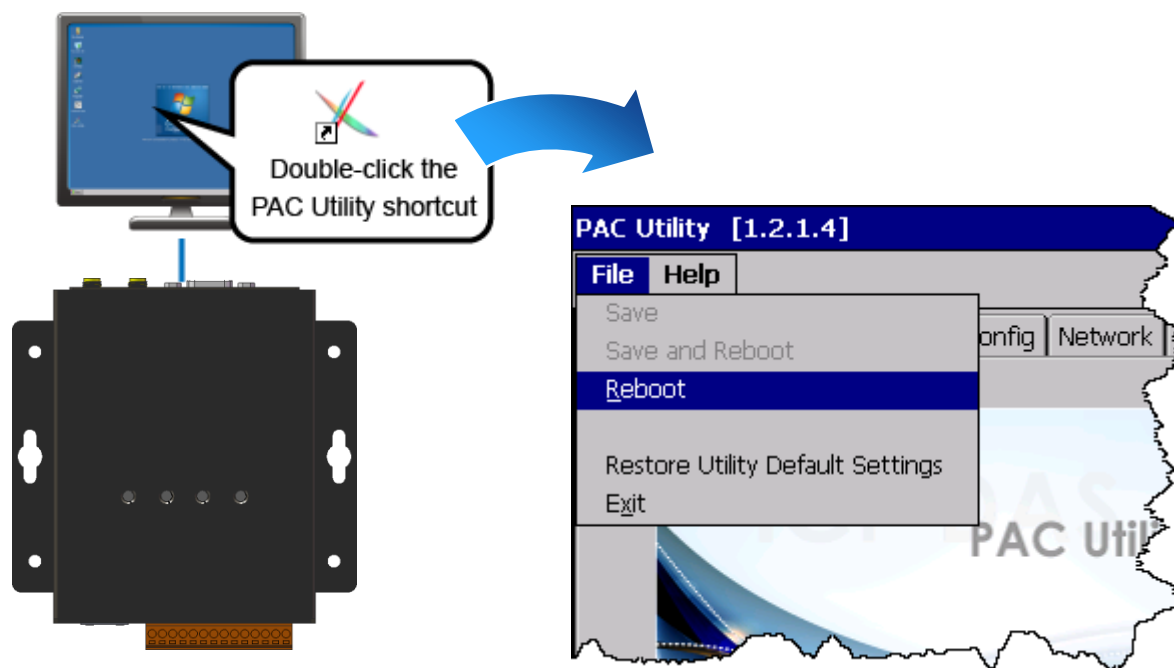 Double-click the
PAC Utility shortcut
PAC Utility [1.2.1.4]
File Help
Save
Save and Reboot
onfig Network
Reboot
Restore Utility Default Settings
Exit
PAC Util